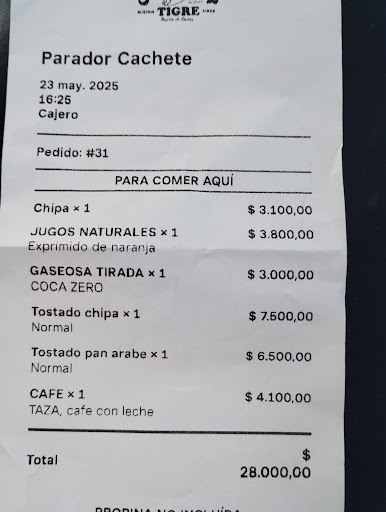 TIGRE
Parador Cachete
23 may. 2025
16:25
Cajero
Pedido: #31
PARA COMER AQUÍ
Chipa × 1 $ 3.100,00
JUGOS NATURALES × 1 $ 3.800,00
Exprimido de naranja
GASEOSA TIRADA × 1 $ 3.000,00
COCA ZERO
Tostado chipa × 1 $ 7.500,00
Normal
Tostado pan arabe × 1 $ 6.500,00
Normal
CAFE × 1 $ 4.100,00
TAZA, cafe con leche
Total $
28.000,00
PROPINA NO INCLUÍDA